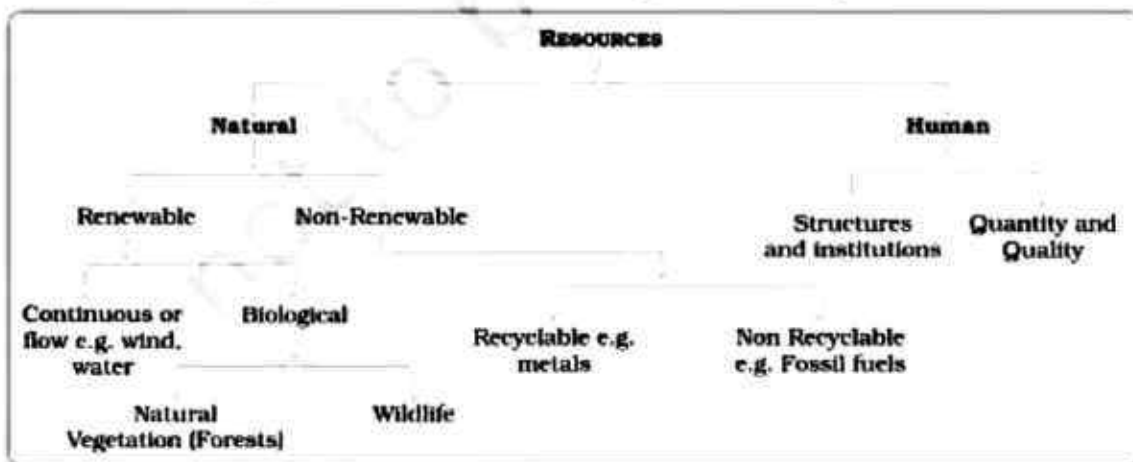 RESOURCES
Natural
Human
Renewable
Non-Renewable
Structures
and institutions
Quantity and
Quality
Continuous or
flow e.g. wind,
water
Biological
Recyclable e.g.
metals
Non Recyclable
e.g. Fossil fuels
Natural
Vegetation (Forests)
Wildlife